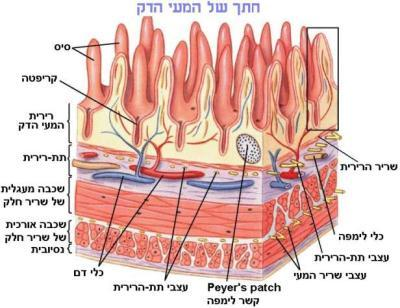 חתך של המעי הדק
סיס
קריפטה
רירית
המעי הדק
תת-רירית
שכבה מעגלית
של שריר חלק
שכבה אורכית
של שריר חלק
נסיובית
כלי דם
עצבי תת-הרירית
Peyer's patch
קשר לימפה
עצבי שריר המעי
עצבי תת-הרירית
כלי לימפה
שריר הרירית